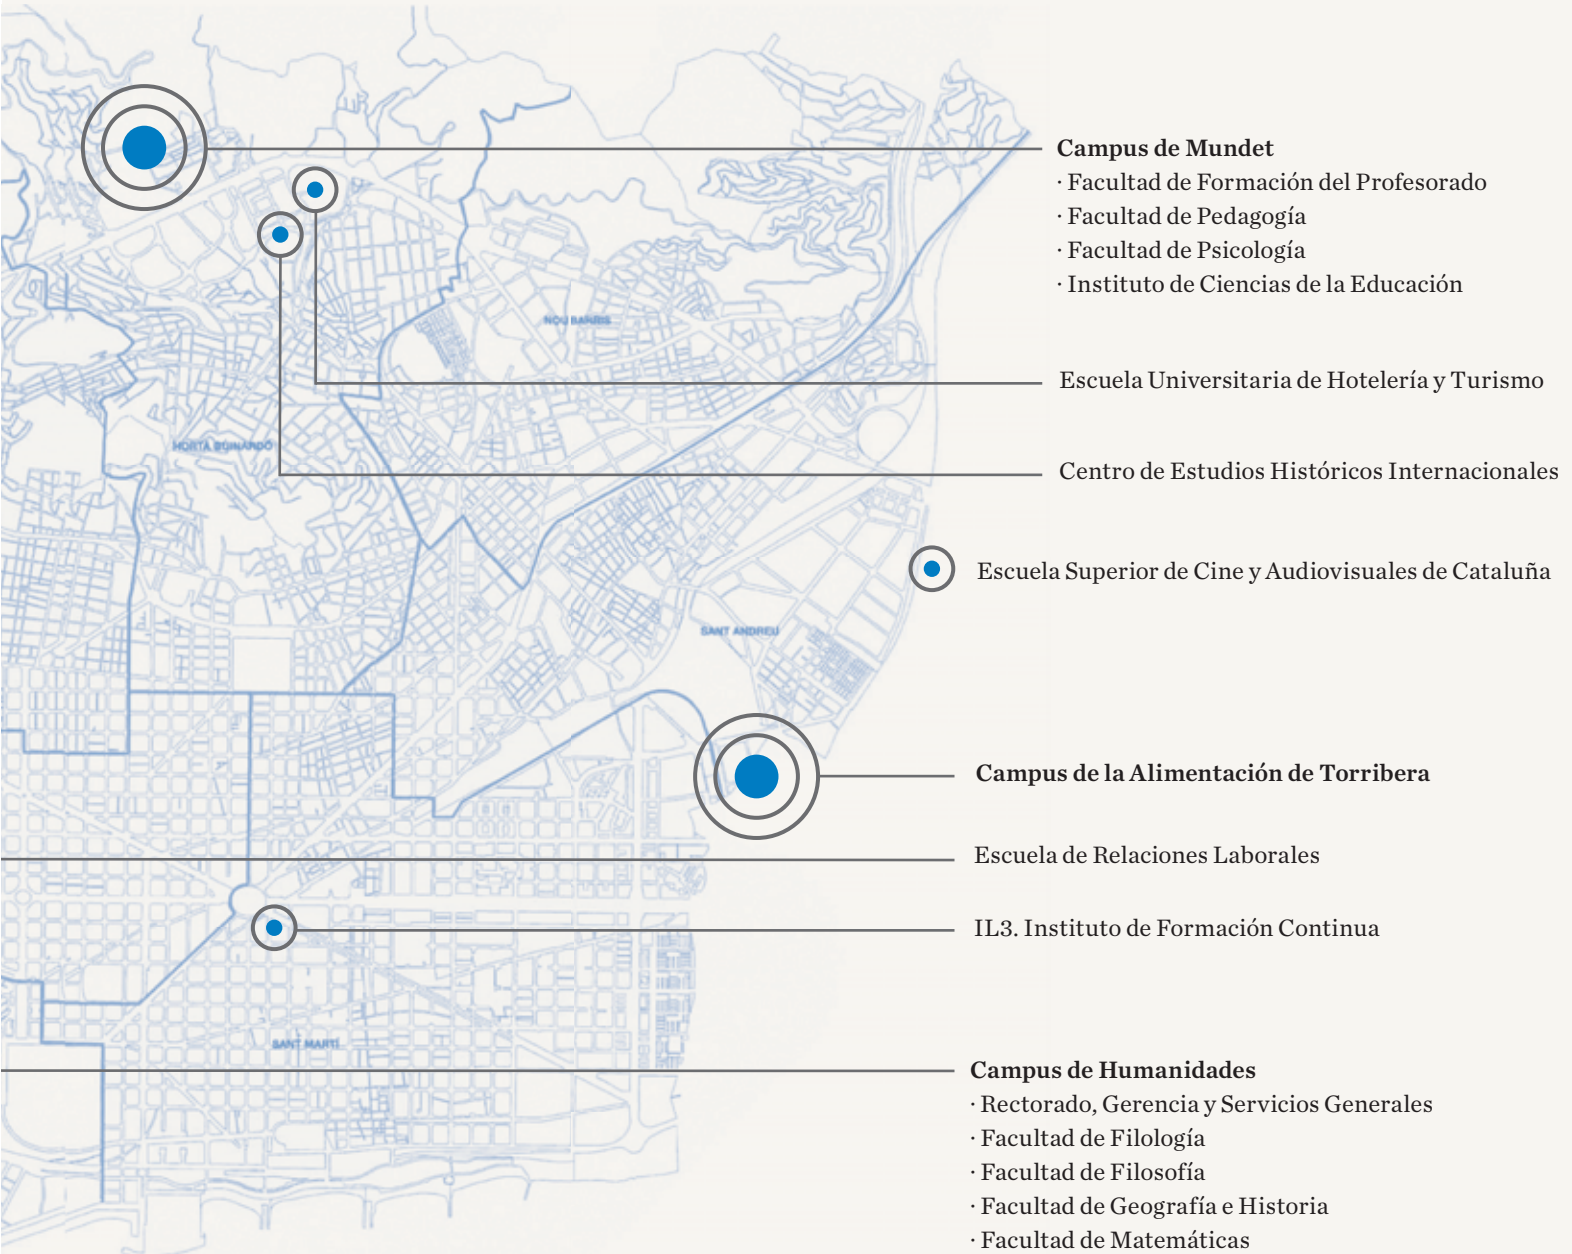 Campus de Mundet
· Facultad de Formación del Profesorado
· Facultad de Pedagogía
· Facultad de Psicología
· Instituto de Ciencias de la Educación
NOU BARRIS
Escuela Universitaria de Hotelería y Turismo
HORTA GUINARDÓ
Centro de Estudios Históricos Internacionales
Escuela Superior de Cine y Audiovisuales de Cataluña
SANT ANDREU
Campus de la Alimentación de Torribera
Escuela de Relaciones Laborales
IL3. Instituto de Formación Continua
SANT MARTÍ
Campus de Humanidades
· Rectorado, Gerencia y Servicios Generales
· Facultad de Filología
· Facultad de Filosofía
· Facultad de Geografía e Historia
· Facultad de Matemáticas